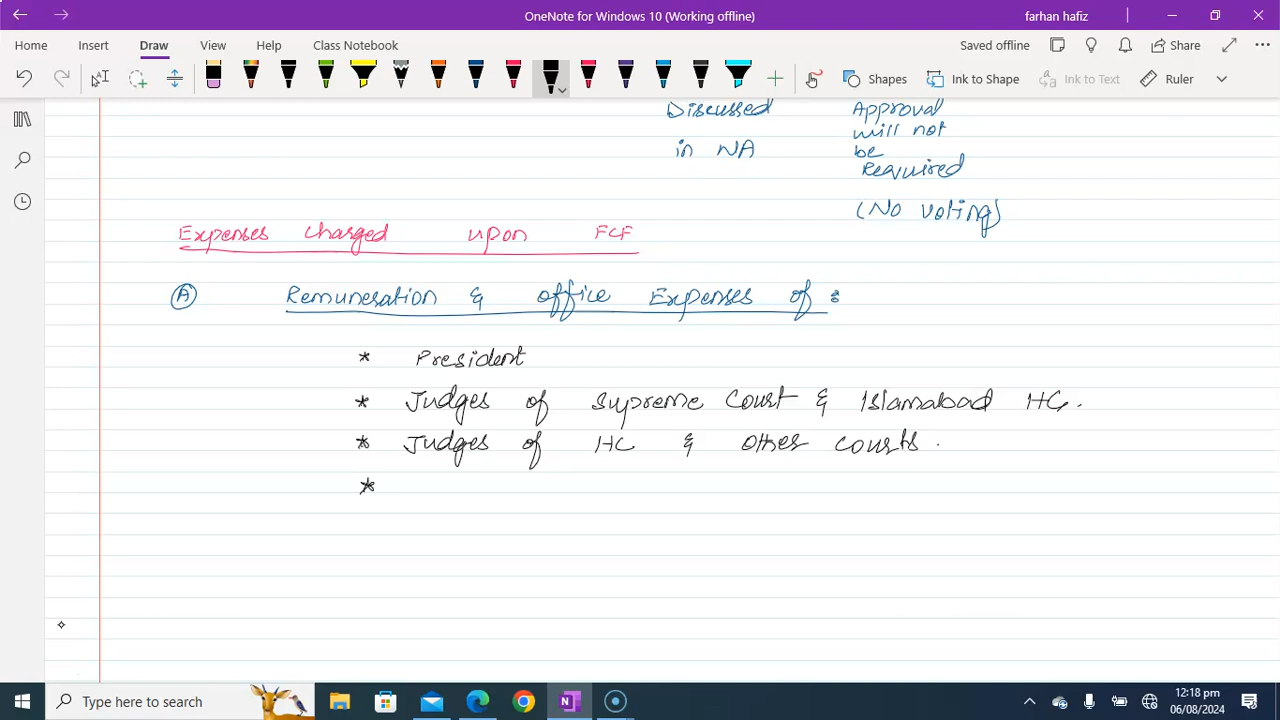 OneNote for Windows 10 (Working offline)
farhan hafiz
Home Insert Draw View Help Class Notebook
Saved offline
Share
Shapes
Ink to Shape
Ink to Text
Ruler
Discussed
in NA
Approval
will not
be
Required
(No voting)
Expenses charged upon FCF
A Remuneration & office Expenses of :
* President
* Judges of Supreme Court & Islamabad HC.
* Judges of HC & other courts.
*
Type here to search
12:18 pm
06/08/2024